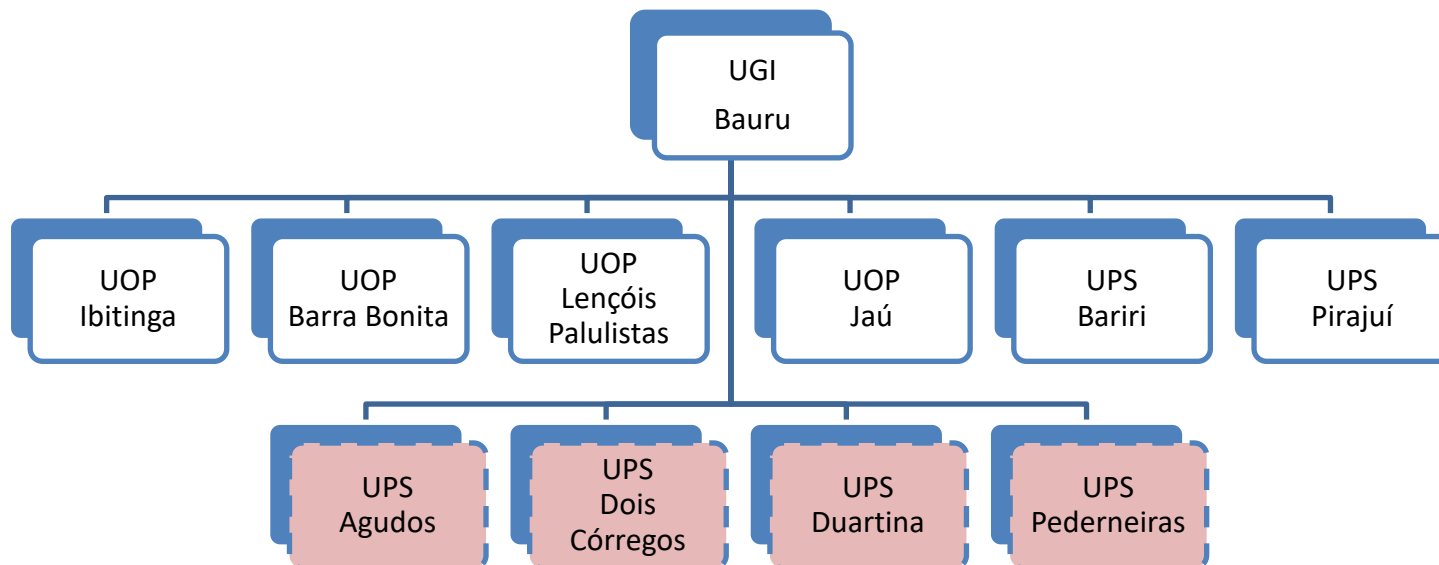 UGI
Bauru
UOP
Ibitinga
UOP
Barra Bonita
UOP
Lençóis
Palulistas
UOP
Jaú
UPS
Bariri
UPS
Pirajuí
UPS
Agudos
UPS
Dois
Córregos
UPS
Duartina
UPS
Pederneiras